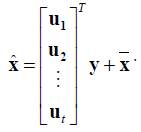 x̂ = [u₁ u₂ ⋮ uₜ]ᵀ y + x̄.